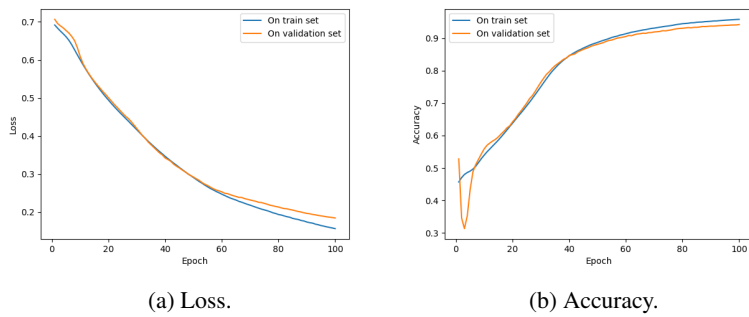 On train set
On validation set
0.7
0.6
0.5
0.4
0.3
0.2
Loss
0 20 40 60 80 100
Epoch
(a) Loss.
On train set
On validation set
0.9
0.8
0.7
0.6
0.5
0.4
0.3
Accuracy
0 20 40 60 80 100
Epoch
(b) Accuracy.